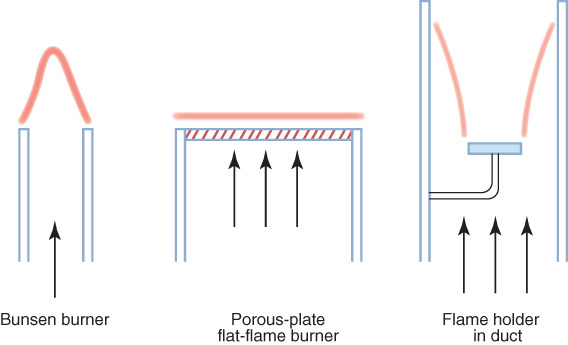 Bunsen burner
Porous-plate
flat-flame burner
Flame holder
in duct